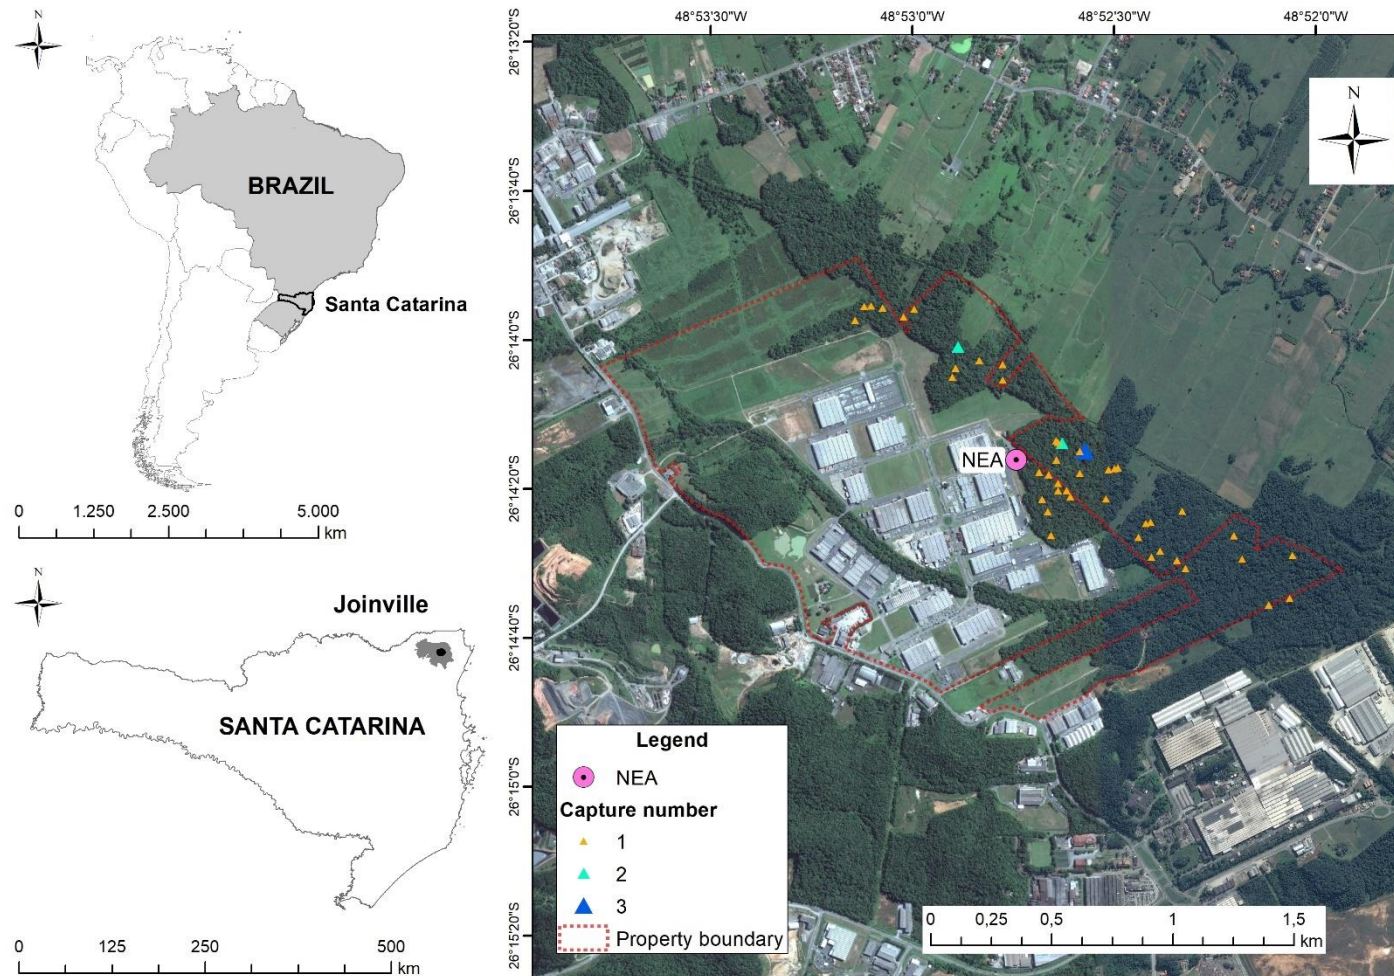 N
BRAZIL
Santa Catarina
0 1.250 2.500 5.000
km
N
Joinville
SANTA CATARINA
0 125 250 500
km
48°53'30"W 48°53'0"W 48°52'30"W 48°52'0"W
26°13'20"S
26°13'40"S
26°14'0"S
26°14'20"S
26°14'40"S
26°15'0"S
26°15'20"S
N
NEA
Legend
NEA
Capture number
1
2
3
Property boundary
0 0,25 0,5 1 1,5
km